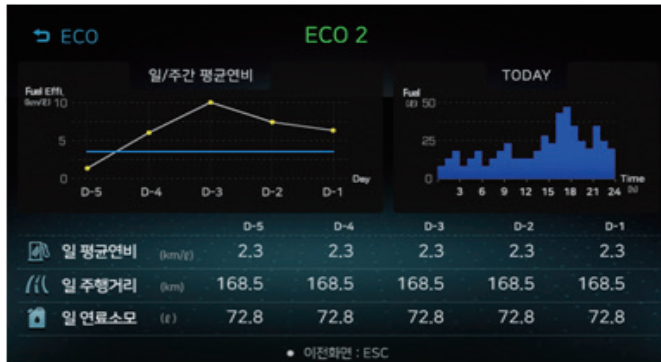 ECO
ECO 2
일/주간 평균연비
TODAY
Fuel Effi.
(km/ℓ) 10
5
0
D-5 D-4 D-3 D-2 D-1
Day
Fuel
(ℓ) 50
25
0
3 6 9 12 15 18 21 24
Time
(h)
D-5 D-4 D-3 D-2 D-1
일 평균연비 (km/ℓ) 2.3 2.3 2.3 2.3 2.3
일 주행거리 (km) 168.5 168.5 168.5 168.5 168.5
일 연료소모 (ℓ) 72.8 72.8 72.8 72.8 72.8
● 이전화면 : ESC